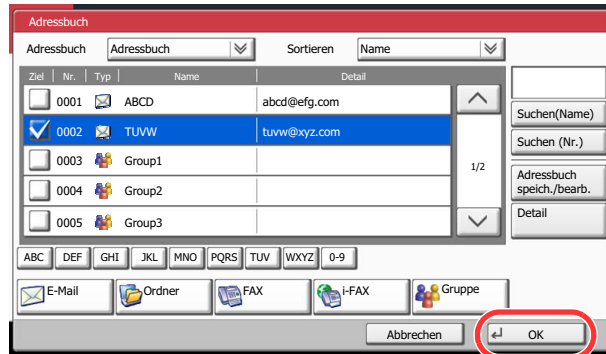 Adressbuch
Adressbuch Adressbuch Sortieren Name
Ziel Nr. Typ Name Detail
0001 ABCD abcd@efg.com
0002 TUVW tuvw@xyz.com
0003 Group1
0004 Group2
0005 Group3
1/2
Suchen(Name)
Suchen (Nr.)
Adressbuch
speich./bearb.
Detail
ABC DEF GHI JKL MNO PQRS TUV WXYZ 0-9
E-Mail Ordner FAX i-FAX Gruppe
Abbrechen OK